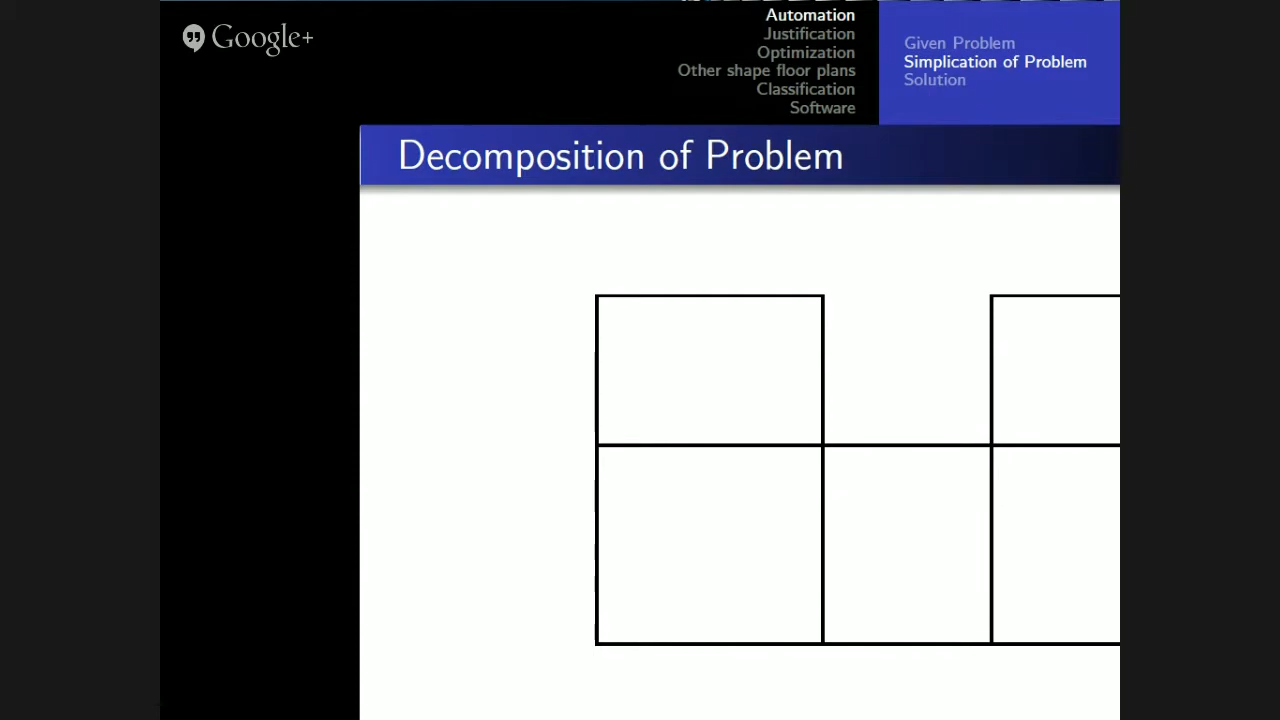 Google+
Automation
Justification
Optimization
Other shape floor plans
Classification
Software
Given Problem
Simplication of Problem
Solution
Decomposition of Problem